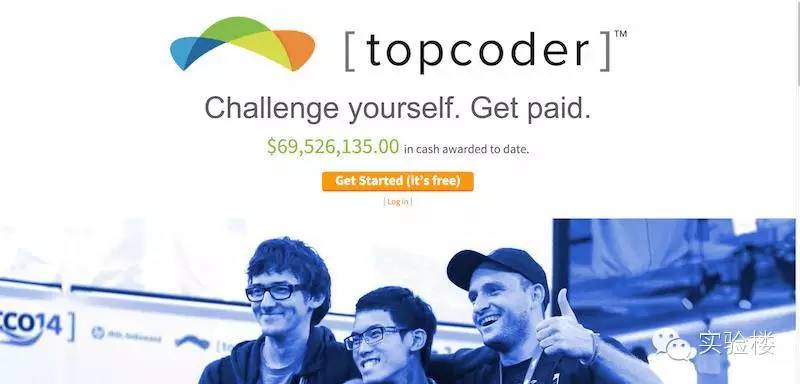 [topcoder]™
Challenge yourself. Get paid.
$69,526,135.00 in cash awarded to date.
Get Started (it's free)
| Log in |
CCO14]
实验楼